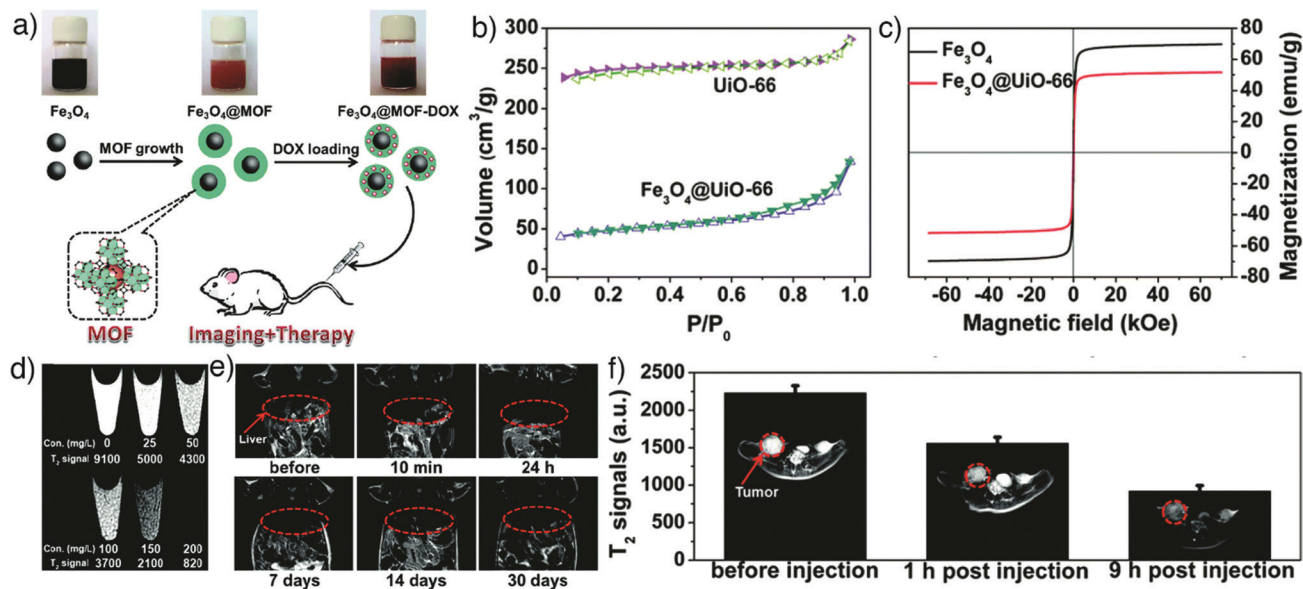 a)
Fe3O4
Fe3O4@MOF
Fe3O4@MOF-DOX
MOF growth
DOX loading
MOF
Imaging+Therapy
b)
300
250
200
150
100
50
0
Volume (cm3/g)
UiO-66
Fe3O4@UiO-66
0.0 0.2 0.4 0.6 0.8 1.0
P/P0
c)
Fe3O4
Fe3O4@UiO-66
80
60
40
20
0
-20
-40
-60
-80
Magnetization (emu/g)
-60 -40 -20 0 20 40 60
Magnetic field (kOe)
d)
Con. (mg/L) 0 25 50
T2 signal 9100 5000 4300
Con. (mg/L) 100 150 200
T2 signal 3700 2100 820
e)
Liver
before 10 min 24 h
7 days 14 days 30 days
f)
2500
2000
1500
1000
500
0
T2 signals (a.u.)
Tumor
before injection 1 h post injection 9 h post injection